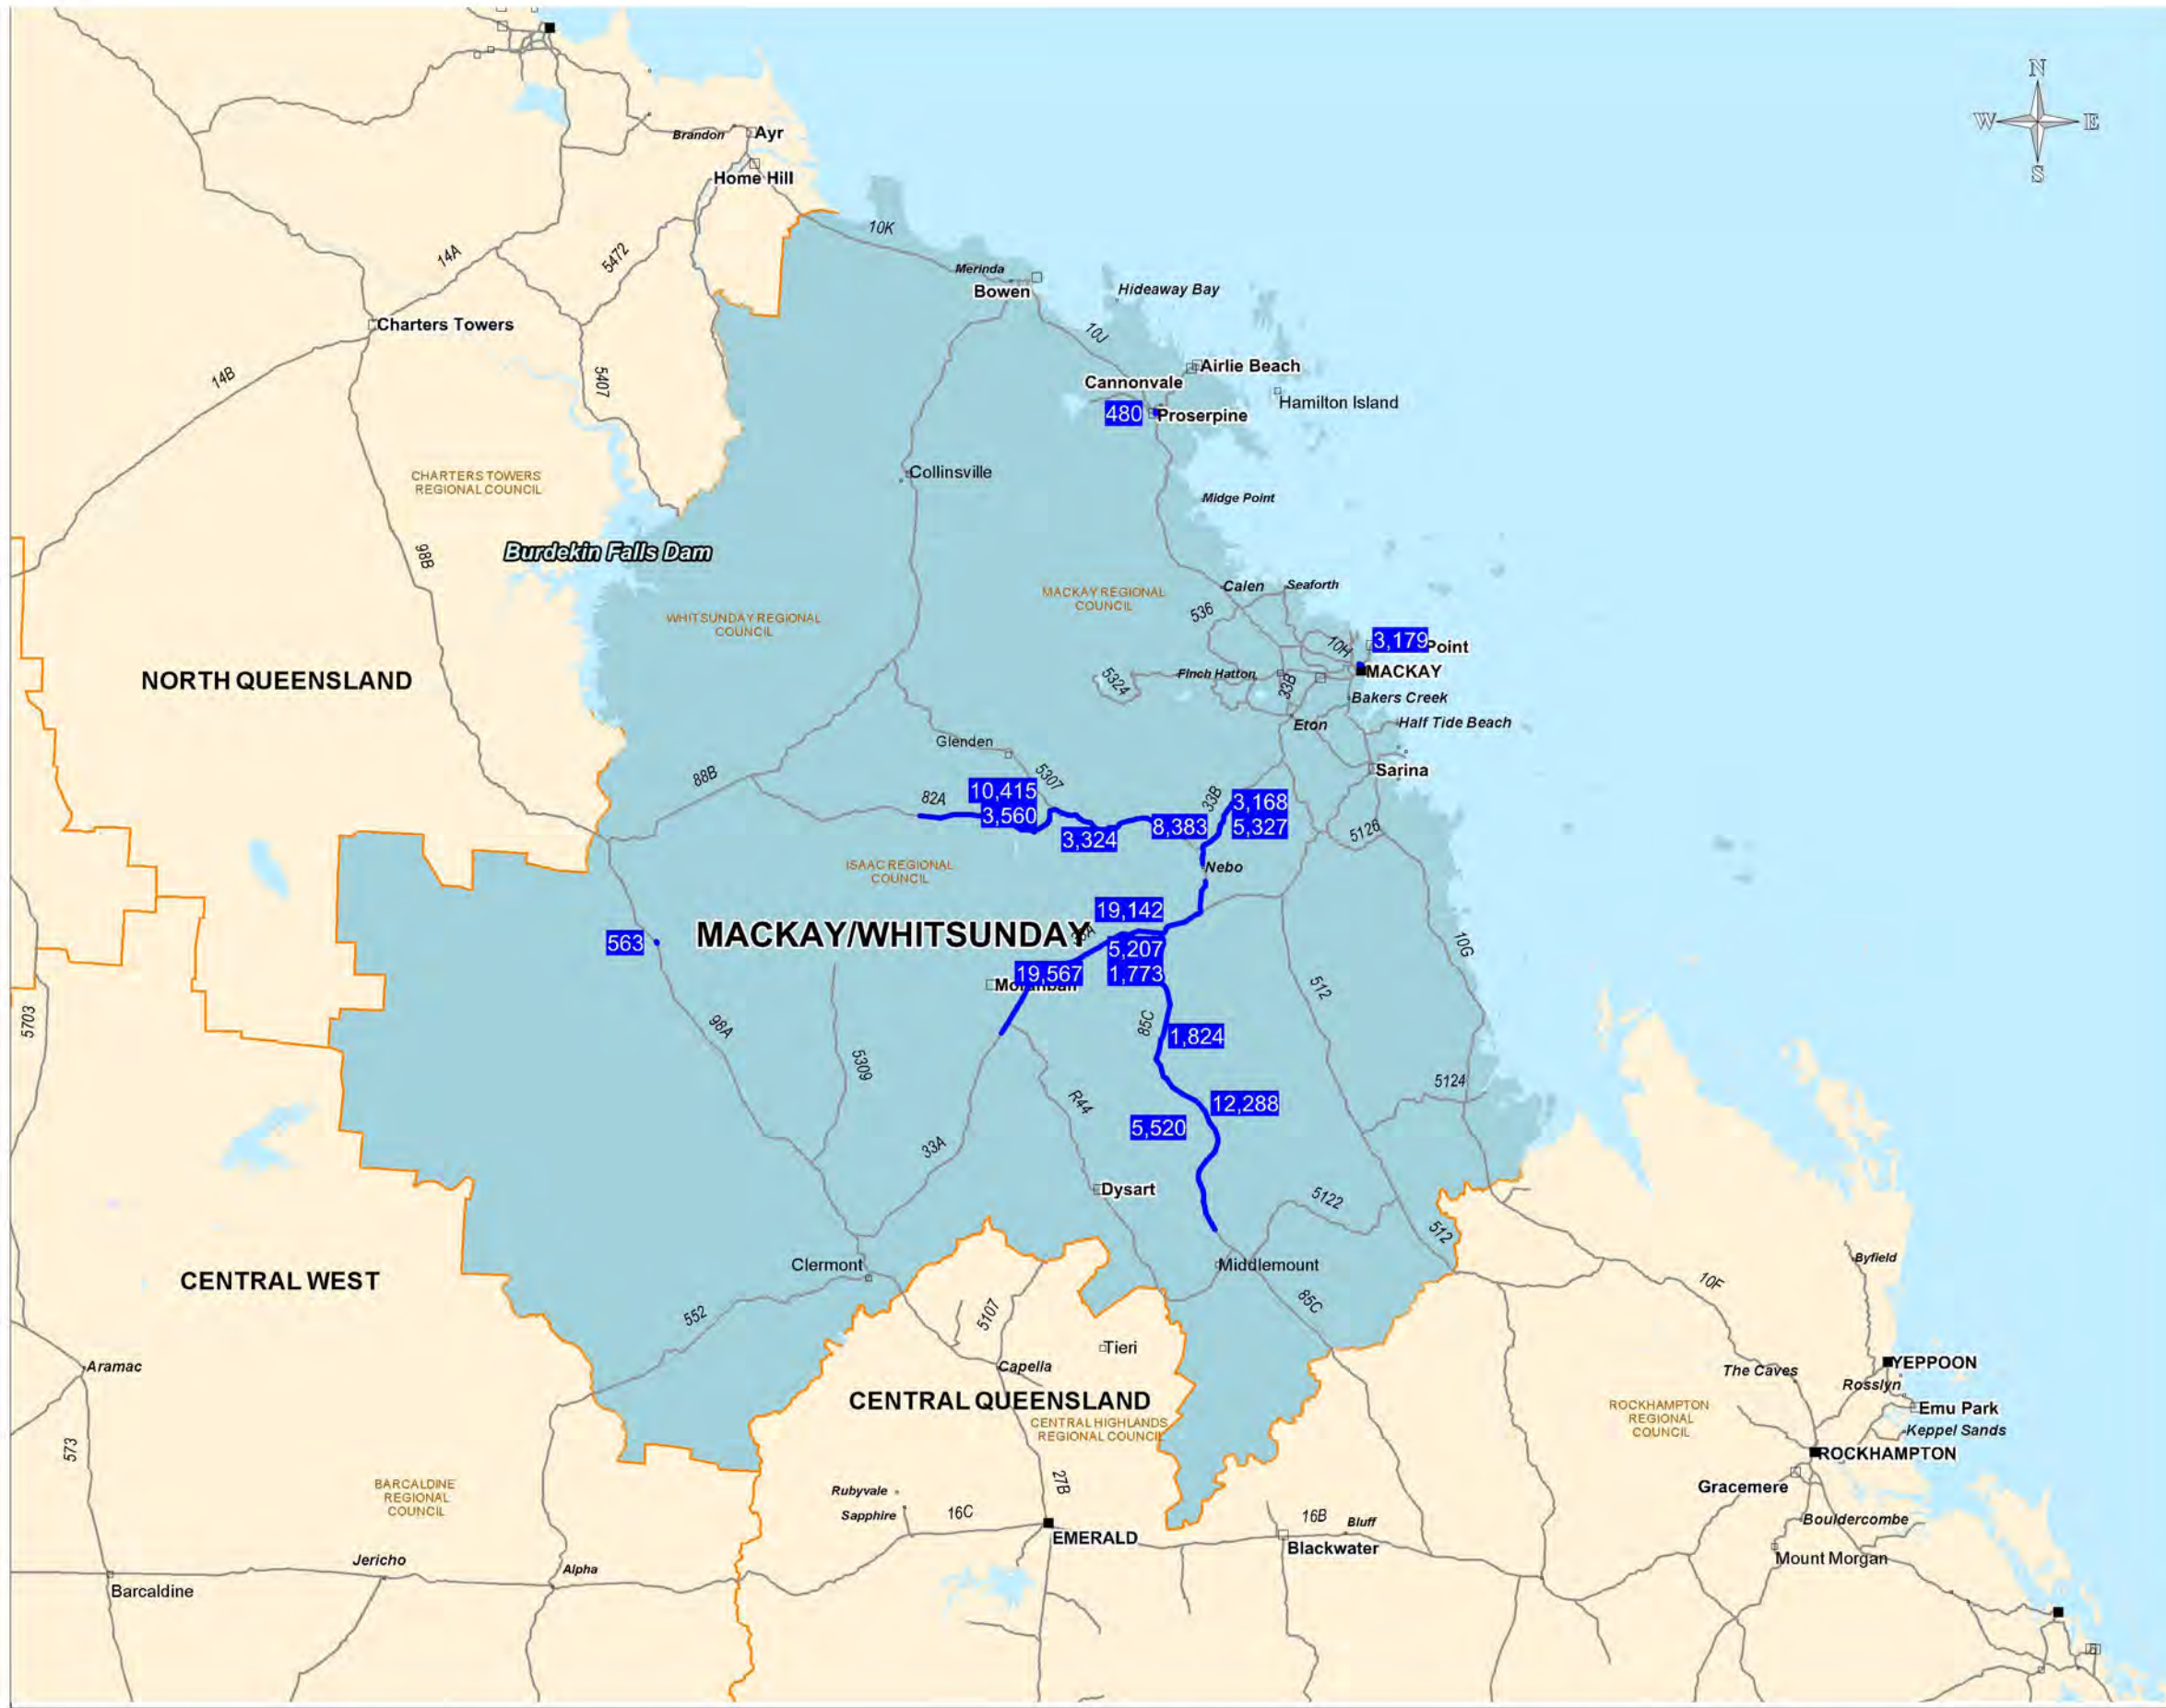 N
W E
S
Brandon
Ayr
Home Hill
10K
14A
5472
Merinda
Bowen
Hideaway Bay
Charters Towers
10J
14B
5407
Airlie Beach
Cannonvale
Hamilton Island
480
Proserpine
CHARTERS TOWERS
REGIONAL COUNCIL
Collinsville
Midge Point
98B
Burdekin Falls Dam
Calen
Seaforth
MACKAY REGIONAL
COUNCIL
536
WHITSUNDAY REGIONAL
COUNCIL
10H
3,179
Point
MACKAY
NORTH QUEENSLAND
Finch Hatton
5324
33B
Bakers Creek
Half Tide Beach
Eton
Glenden
5307
88B
Sarina
10,415
82A
33B
3,168
3,560
8,383
5,327
3,324
5126
ISAAC REGIONAL
COUNCIL
Nebo
19,142
MACKAY/WHITSUNDAY
563
5,207
10G
19,567
1,773
512
98A
85C
1,824
5703
5309
5124
R44
12,288
5,520
33A
Dysart
5122
512
Clermont
Middlemount
Byfield
CENTRAL WEST
10F
85C
552
5107
Tieri
Aramac
Capella
YEPPOON
The Caves
Rosslyn
CENTRAL QUEENSLAND
CENTRAL HIGHLANDS
REGIONAL COUNCIL
ROCKHAMPTON
REGIONAL
COUNCIL
Emu Park
Keppel Sands
573
ROCKHAMPTON
BARCALDINE
REGIONAL
COUNCIL
27B
Rubyvale
Gracemere
Sapphire
16C
16B
Bluff
Bouldercombe
EMERALD
Blackwater
Mount Morgan
Jericho
Alpha
Barcaldine